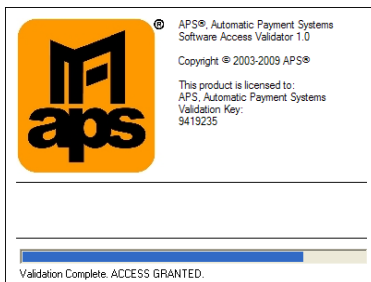 ®
aps
APS®, Automatic Payment Systems
Software Access Validator 1.0
Copyright © 2003-2009 APS®
This product is licensed to:
APS, Automatic Payment Systems
Validation Key:
9419235
Validation Complete. ACCESS GRANTED.